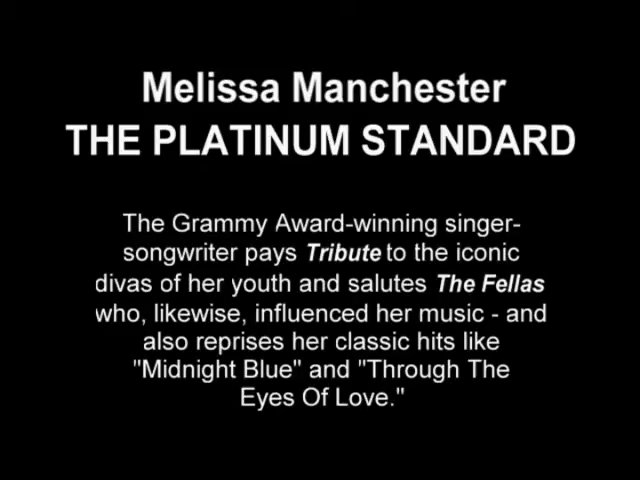 Melissa Manchester
THE PLATINUM STANDARD
The Grammy Award-winning singer-
songwriter pays Tribute to the iconic
divas of her youth and salutes The Fellas
who, likewise, influenced her music - and
also reprises her classic hits like
"Midnight Blue" and "Through The
Eyes Of Love."